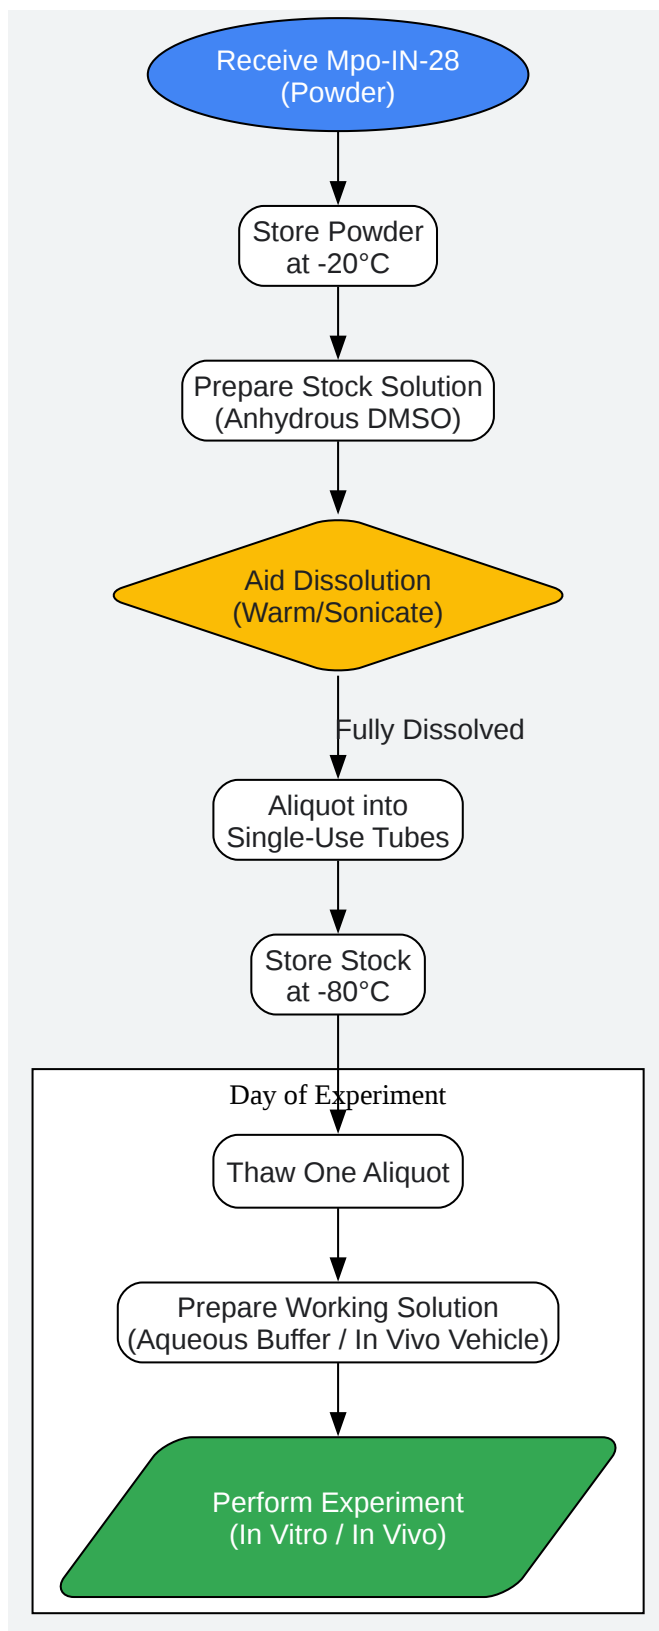 Receive Mpo-IN-28
(Powder)
Store Powder
at -20°C
Prepare Stock Solution
(Anhydrous DMSO)
Aid Dissolution
(Warm/Sonicate)
Fully Dissolved
Aliquot into
Single-Use Tubes
Store Stock
at -80°C
Day of Experiment
Thaw One Aliquot
Prepare Working Solution
(Aqueous Buffer / In Vivo Vehicle)
Perform Experiment
(In Vitro / In Vivo)